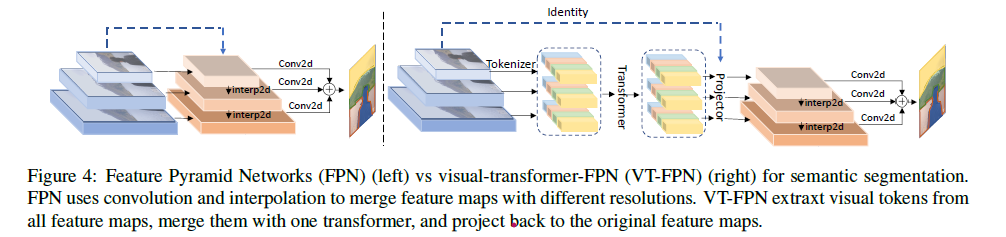 Identity
Conv2d
Conv2d
Conv2d
interp2d
interp2d
Tokenizer
Transformer
Projector
Conv2d
Conv2d
Conv2d
interp2d
interp2d
Figure 4: Feature Pyramid Networks (FPN) (left) vs visual-transformer-FPN (VT-FPN) (right) for semantic segmentation.
FPN uses convolution and interpolation to merge feature maps with different resolutions. VT-FPN extraxt visual tokens from
all feature maps, merge them with one transformer, and project back to the original feature maps.